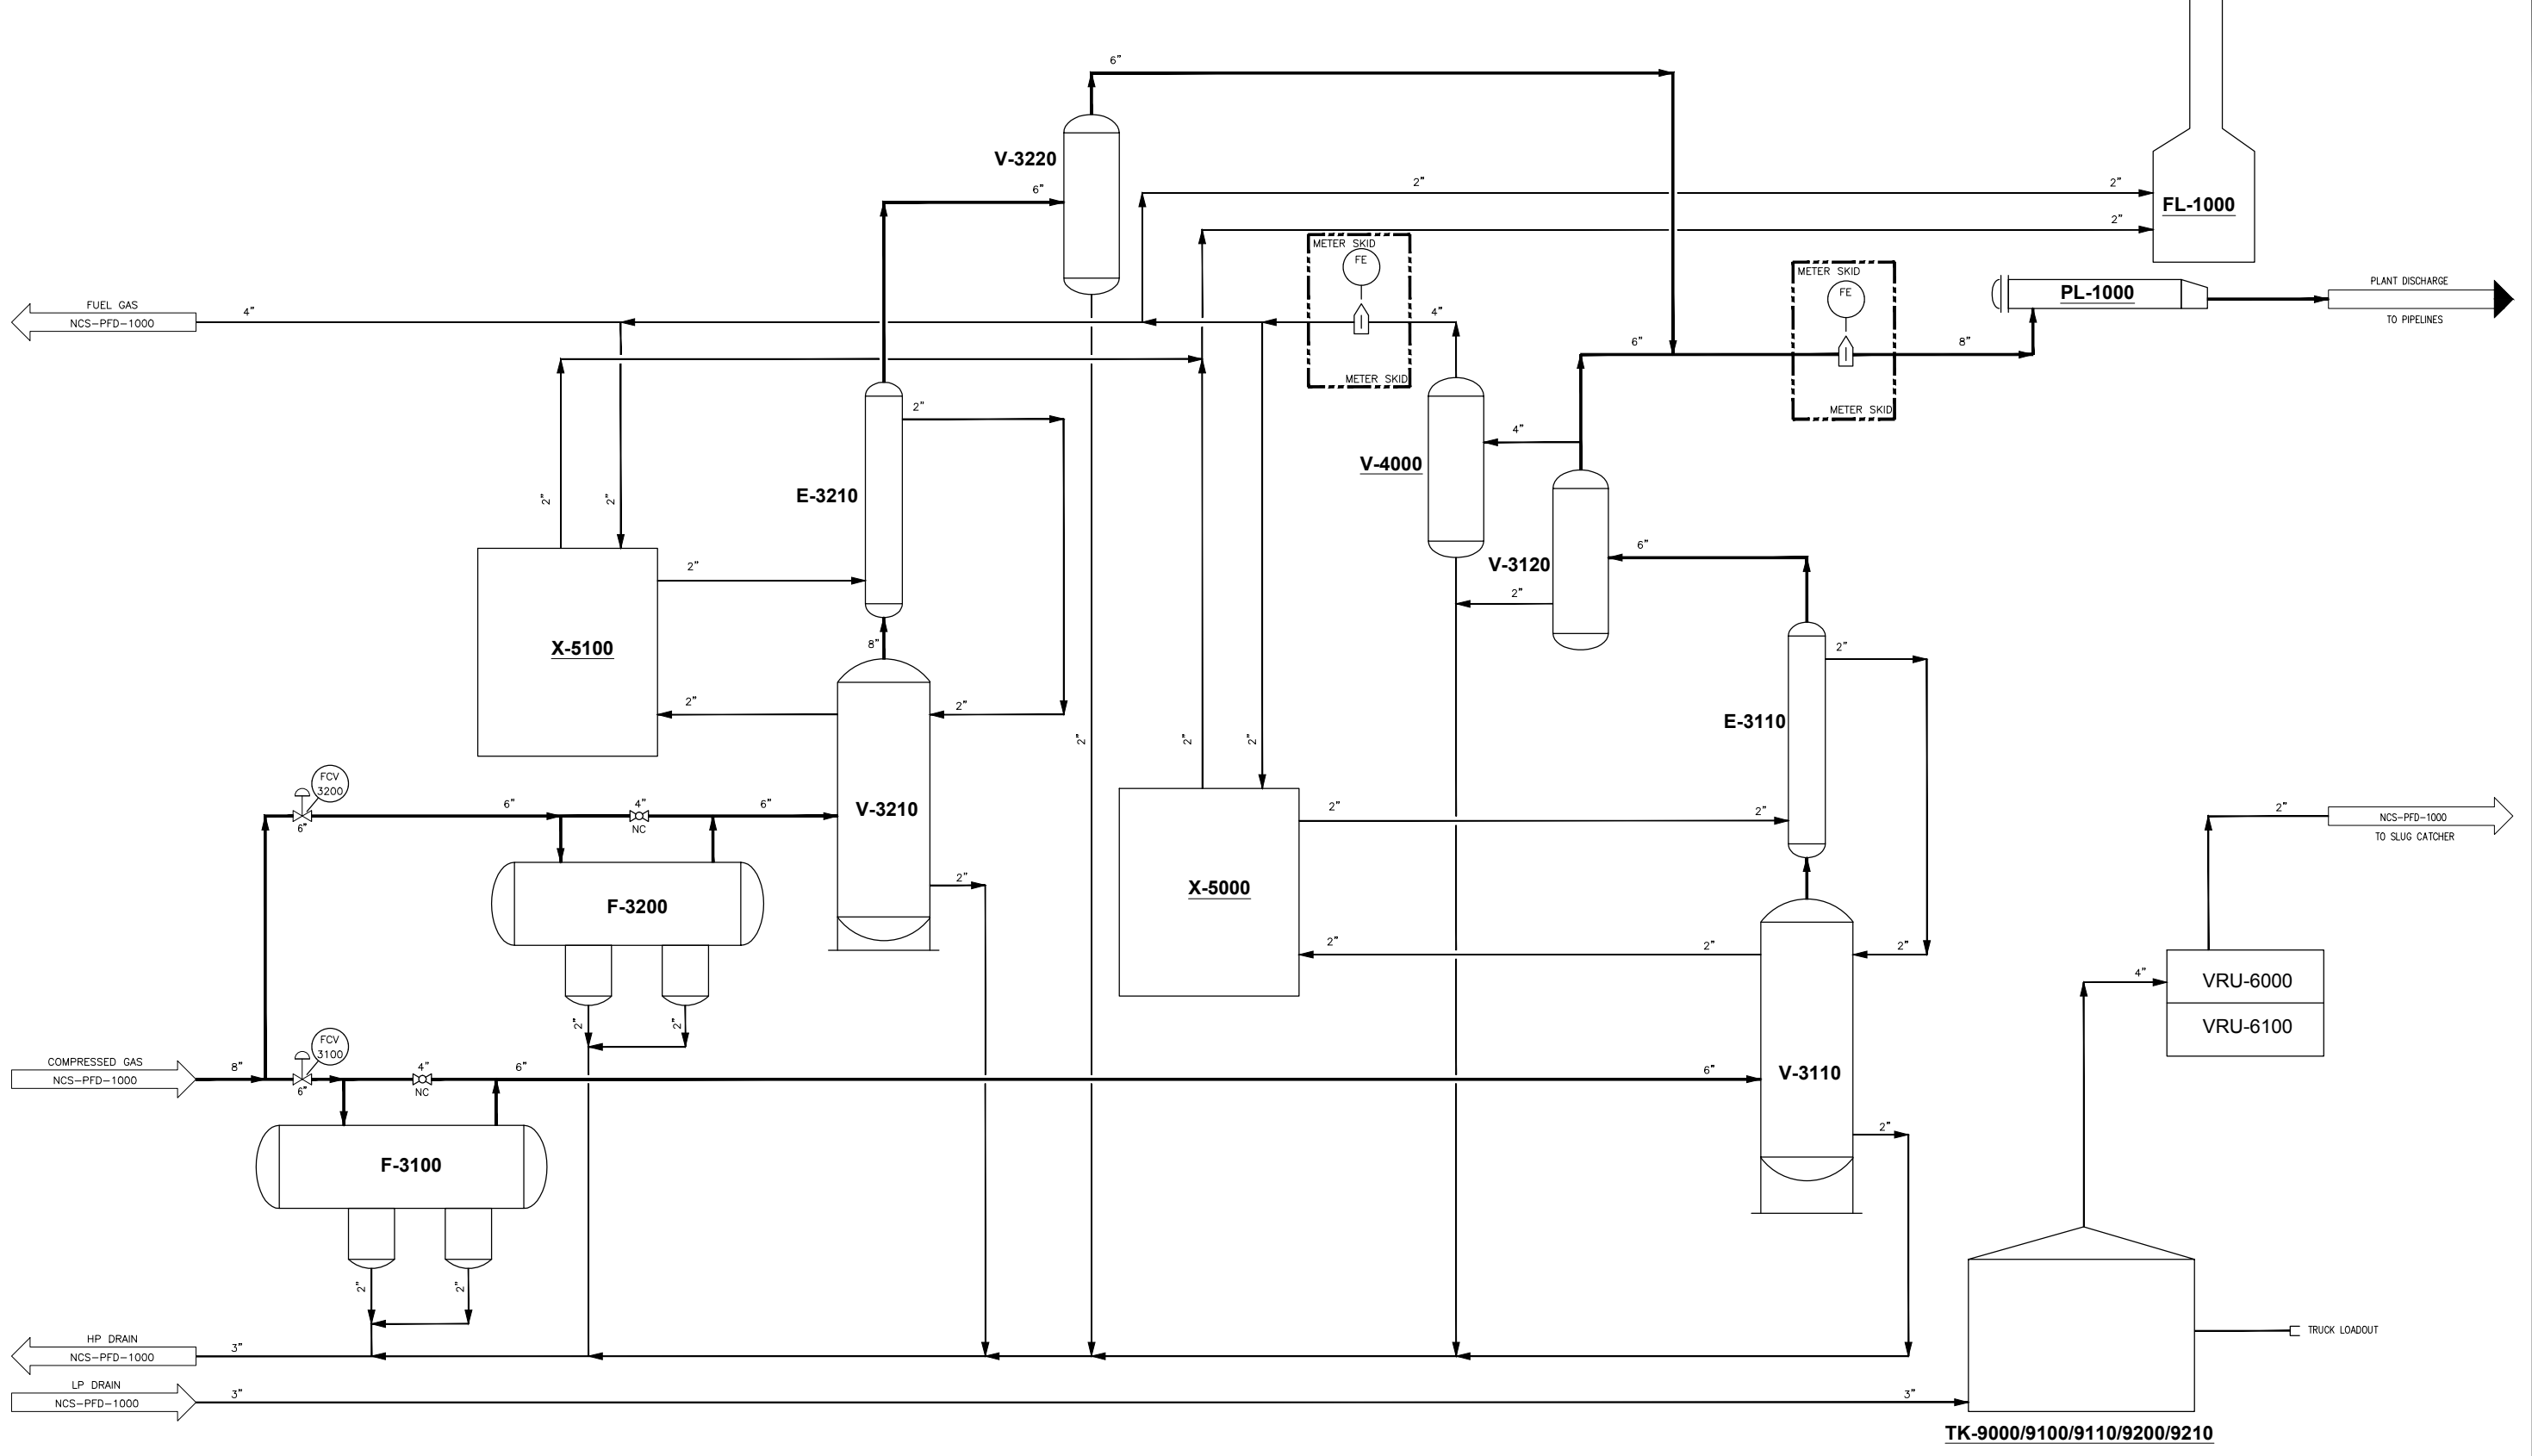 6"
V-3220
6"
2"
2"
FL-1000
2"
METER SKID
FE
METER SKID
METER SKID
FE
METER SKID
PL-1000
PLANT DISCHARGE
TO PIPELINES
FUEL GAS
NCS-PFD-1000
4"
4"
6"
8"
2"
4"
V-4000
E-3210
2"
2"
V-3120
6"
2"
2"
X-5100
8"
2"
2"
2"
E-3110
2"
2"
2"
FCV
3200
6"
6"
4"
NC
6"
V-3210
2"
2"
2"
NCS-PFD-1000
TO SLUG CATCHER
F-3200
2"
X-5000
2"
2"
2"
4"
VRU-6000
VRU-6100
2"
2"
FCV
3100
COMPRESSED GAS
NCS-PFD-1000
8"
6"
4"
NC
6"
6"
V-3110
2"
F-3100
2"
2"
HP DRAIN
NCS-PFD-1000
3"
TRUCK LOADOUT
LP DRAIN
NCS-PFD-1000
3"
3"
TK-9000/9100/9110/9200/9210